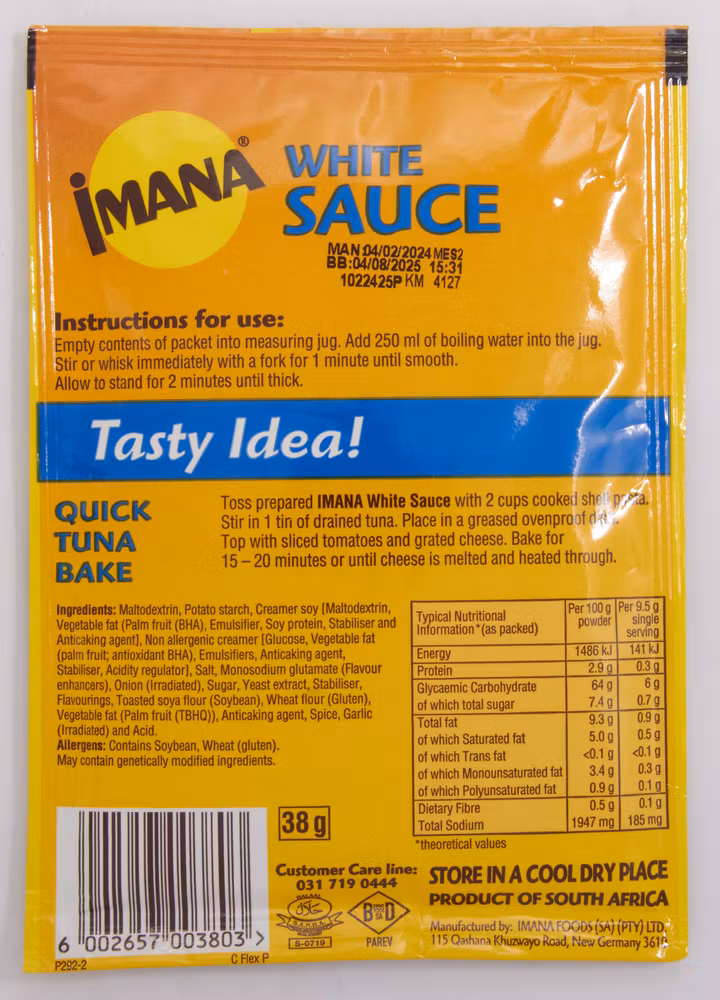 iMANA®
WHITE
SAUCE
MAN:04/02/2024 MES2
BB:04/08/2025 15:31
1022425P KM 4127
Instructions for use:
Empty contents of packet into measuring jug. Add 250 ml of boiling water into the jug.
Stir or whisk immediately with a fork for 1 minute until smooth.
Allow to stand for 2 minutes until thick.
Tasty Idea!
QUICK
TUNA
BAKE
Toss prepared IMANA White Sauce with 2 cups cooked shell pasta.
Stir in 1 tin of drained tuna. Place in a greased ovenproof
Top with sliced tomatoes and grated cheese. Bake for
15 – 20 minutes or until cheese is melted and heated through.
Ingredients: Maltodextrin, Potato starch, Creamer soy [Maltodextrin,
Vegetable fat (Palm fruit (BHA), Emulsifier, Soy protein, Stabiliser and
Anticaking agent], Non allergenic creamer [Glucose, Vegetable fat
(palm fruit; antioxidant BHA), Emulsifiers, Anticaking agent,
Stabiliser, Acidity regulator], Salt, Monosodium glutamate (Flavour
enhancers), Onion (Irradiated), Sugar, Yeast extract, Stabiliser,
Flavourings, Toasted soya flour (Soybean), Wheat flour (Gluten),
Vegetable fat (Palm fruit (TBHQ)), Anticaking agent, Spice, Garlic
(Irradiated) and Acid.
Allergens: Contains Soybean, Wheat (gluten).
May contain genetically modified ingredients.
Typical Nutritional Information*(as packed) Per 100 g powder Per 9.5 g single serving
Energy 1486 kJ 141 kJ
Protein 2.9 g 0.3 g
Glycaemic Carbohydrate 64 g 6 g
of which total sugar 7.4 g 0.7 g
Total fat 9.3 g 0.9 g
of which Saturated fat 5.0 g 0.5 g
of which Trans fat <0.1 g <0.1 g
of which Monounsaturated fat 3.4 g 0.3 g
of which Polyunsaturated fat 0.9 g 0.1 g
Dietary Fibre 0.5 g 0.1 g
Total Sodium 1947 mg 185 mg
*theoretical values
38 g
Customer Care line:
031 719 0444
S-0719
PAREV
STORE IN A COOL DRY PLACE
PRODUCT OF SOUTH AFRICA
Manufactured by: IMANA FOODS (SA) (PTY) LTD.
115 Qashana Khuzwayo Road, New Germany 3610
6 002657 003803 >
P292-2
C Flex P